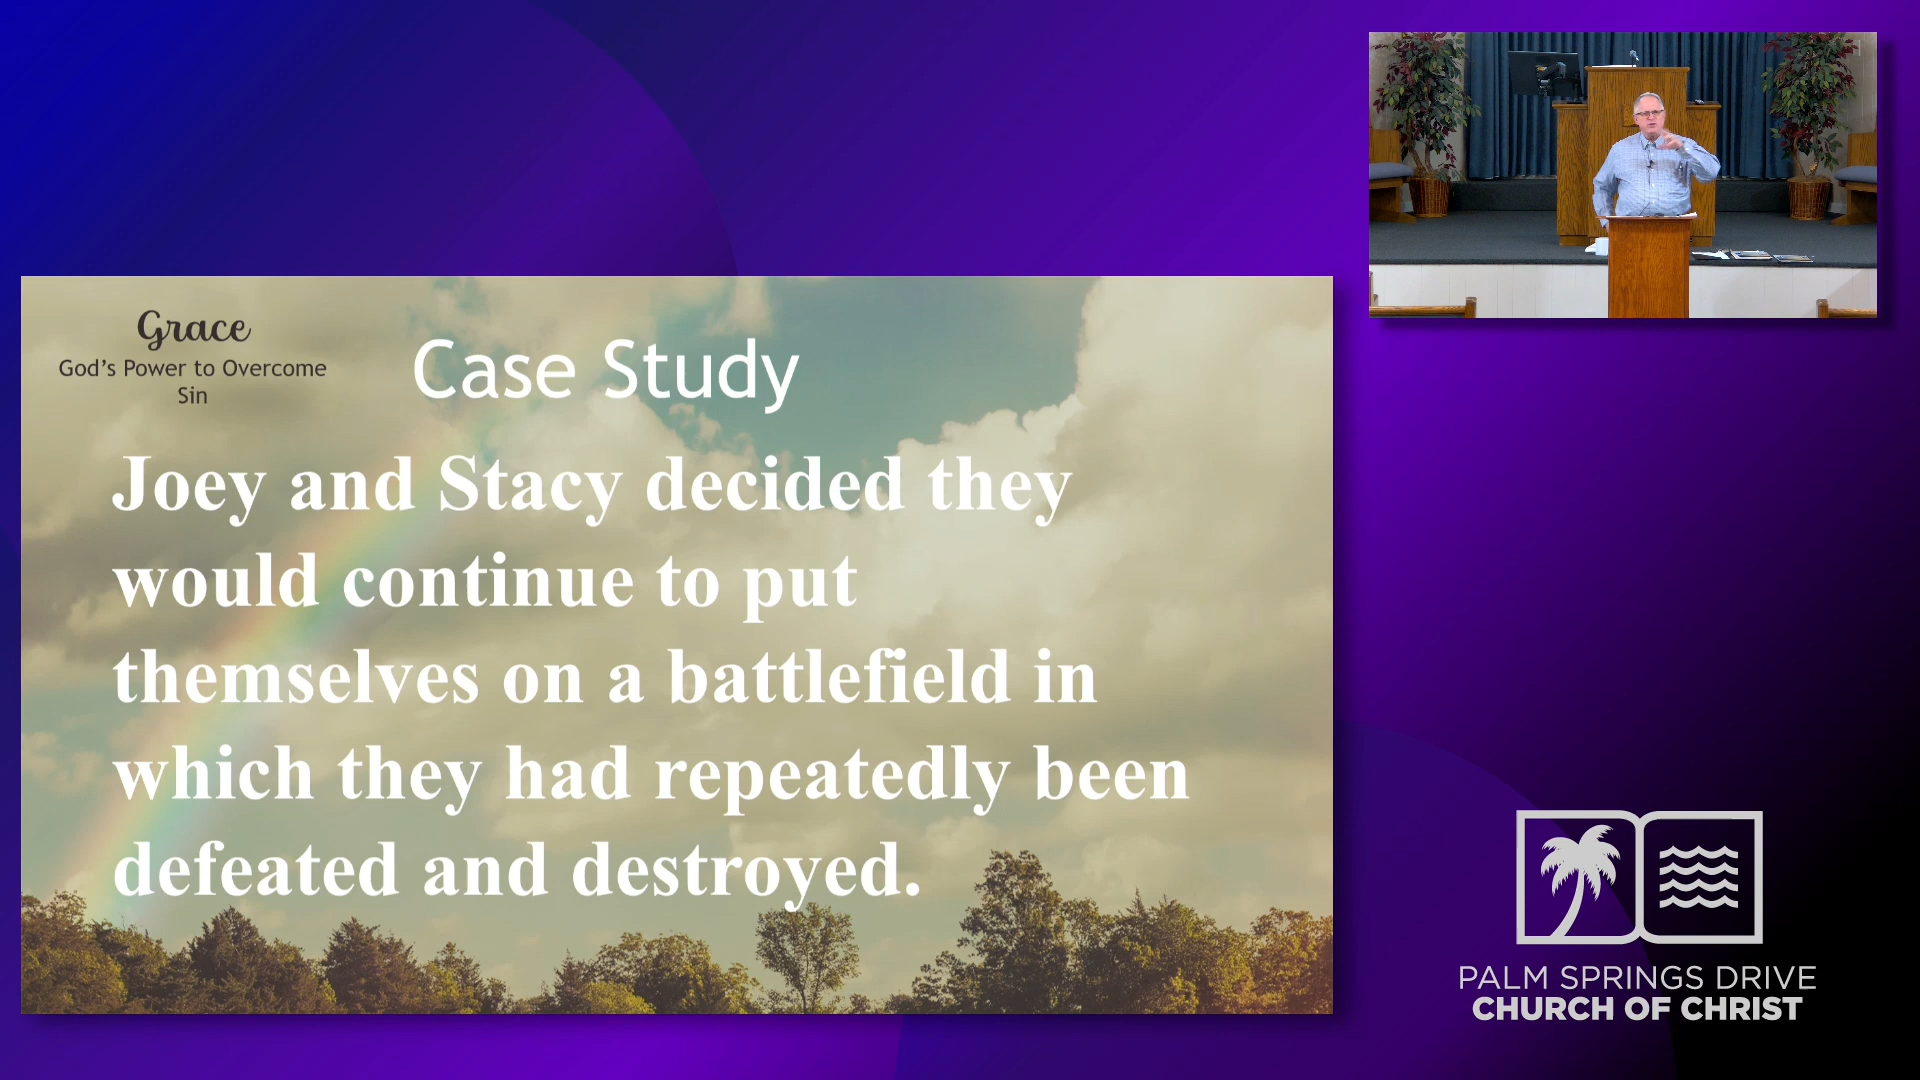 Grace
God's Power to Overcome
Sin
Case Study
Joey and Stacy decided they
would continue to put
themselves on a battlefield in
which they had repeatedly been
defeated and destroyed.
PALM SPRINGS DRIVE
CHURCH OF CHRIST